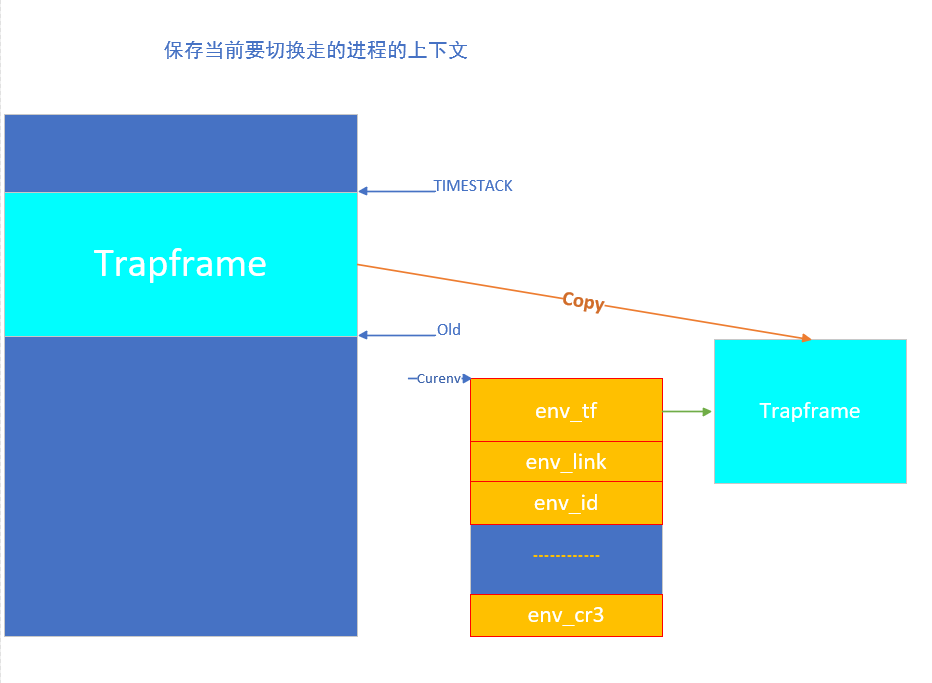 保存当前要切换走的进程的上下文
TIMESTACK
Trapframe
Copy
Old
Curenv
env_tf
Trapframe
env_link
env_id
------------
env_cr3